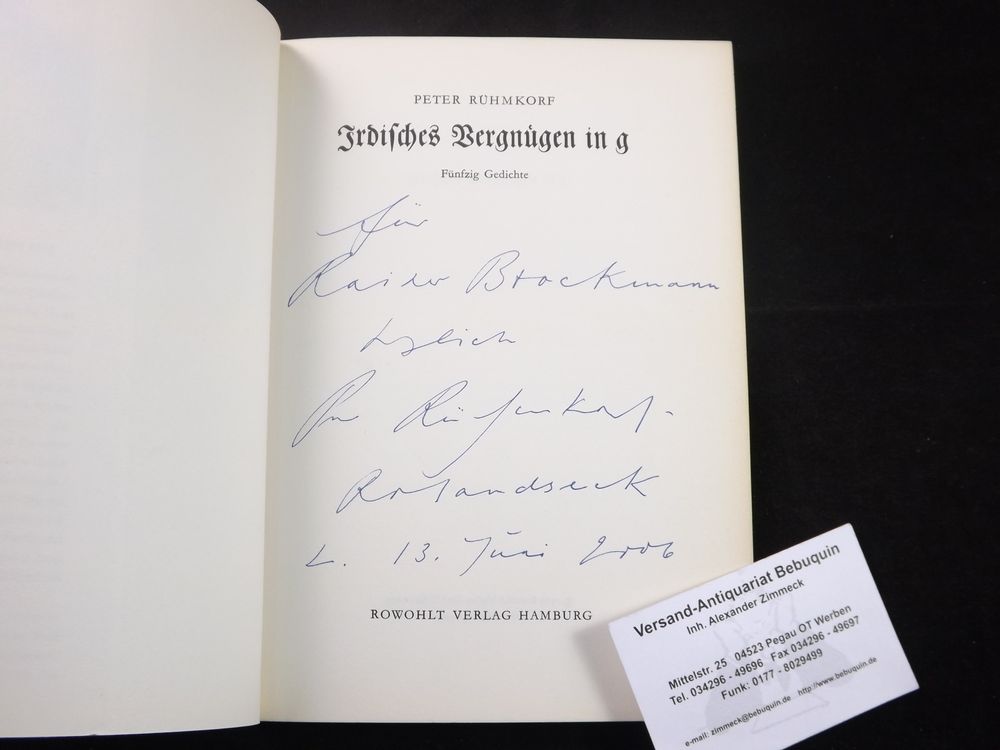 PETER RÜHMKORF
Irdisches Vergnügen in g
Fünfzig Gedichte
für
Rainer Brockmann
herzlich
Peter Rühmkorf
Rolandseck
d. 13. Juni 2006
ROWOHLT VERLAG HAMBURG
Versand-Antiquariat Bebuquin
Inh. Alexander Zimmeck
Mittelstr. 25 04523 Pegau OT Werben
Tel. 034296 - 49696 Fax 034296 - 49697
Funk: 0177 - 8029499
e-mail: zimmeck@bebuquin.de http://www.bebuquin.de